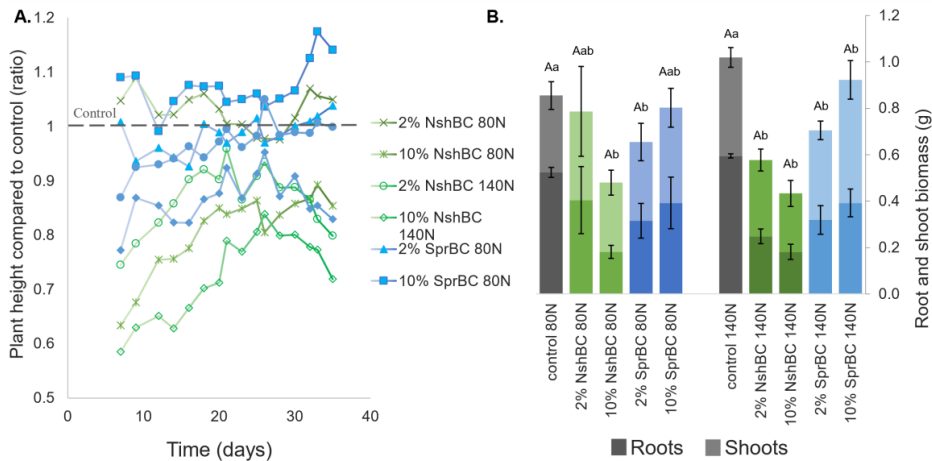 A.
Plant height compared to control (ratio)
1.2
1.1
1
0.9
0.8
0.7
0.6
0.5
Control
0
10
20
30
40
Time (days)
2% NshBC 80N
10% NshBC 80N
2% NshBC 140N
10% NshBC
140N
2% SprBC 80N
10% SprBC 80N
B.
Aa
Aab
Ab
Ab
Aab
Aa
Ab
Ab
Ab
Ab
1.2
1.0
0.8
0.6
0.4
0.2
0.0
Root and shoot biomass (g)
control 80N
2% NshBC 80N
10% NshBC 80N
2% SprBC 80N
10% SprBC 80N
control 140N
2% NshBC 140N
10% NshBC 140N
2% SprBC 140N
10% SprBC 140N
Roots
Shoots